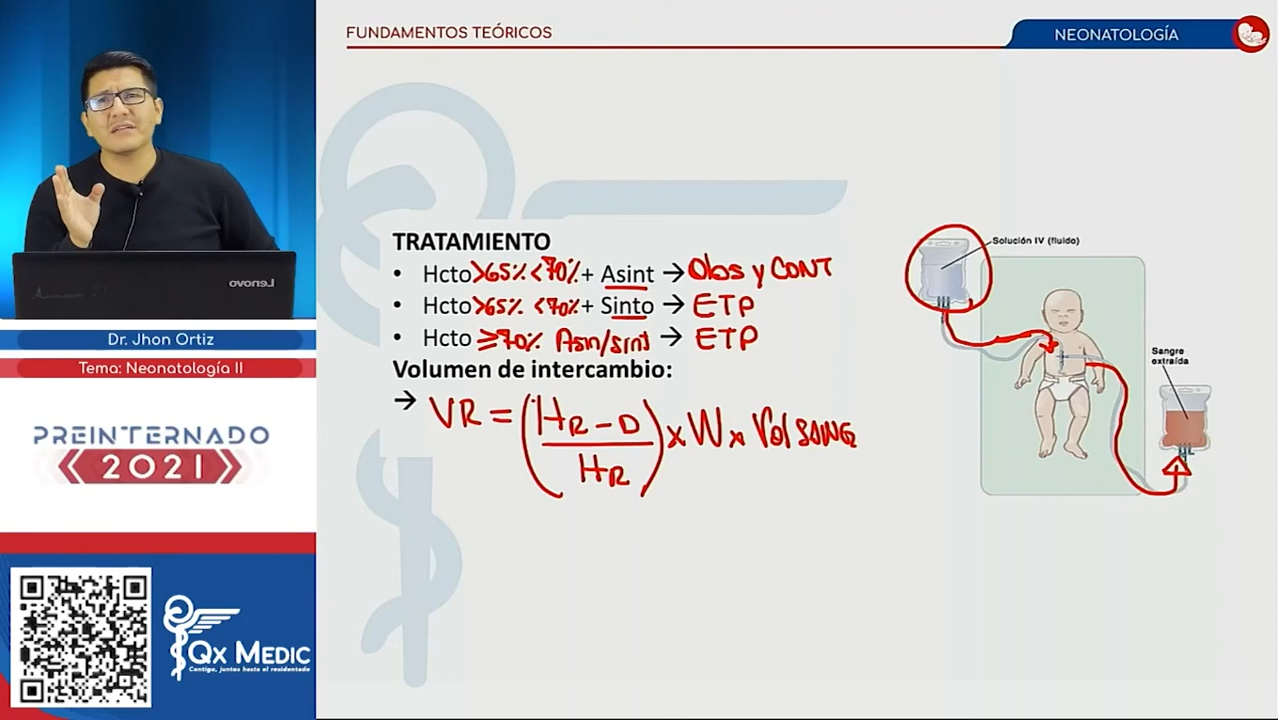 FUNDAMENTOS TEÓRICOS
NEONATOLOGÍA
TRATAMIENTO
• Hcto >65% <70% + Asint → Obs y CONT
• Hcto >65% <70% + Sinto → ETP
• Hcto ≥70% Asin/sint → ETP
Volumen de intercambio:
→ VR = (HR - D / HR) x W x Vol SANG
Solución IV (fluido)
Sangre
extraída
lenovo
Dr. Jhon Ortiz
Tema: Neonatología II
PREINTERNADO
2021
QX MEDIC
Contigo, juntos hasta el residentado